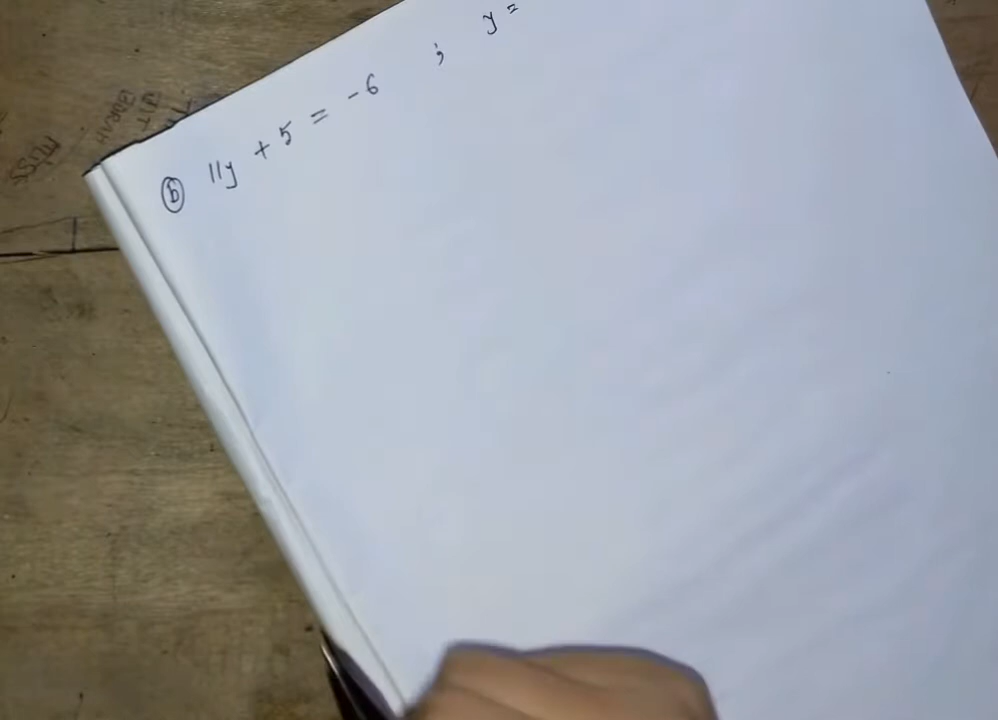 ⓑ 11y + 5 = -6 ; y =